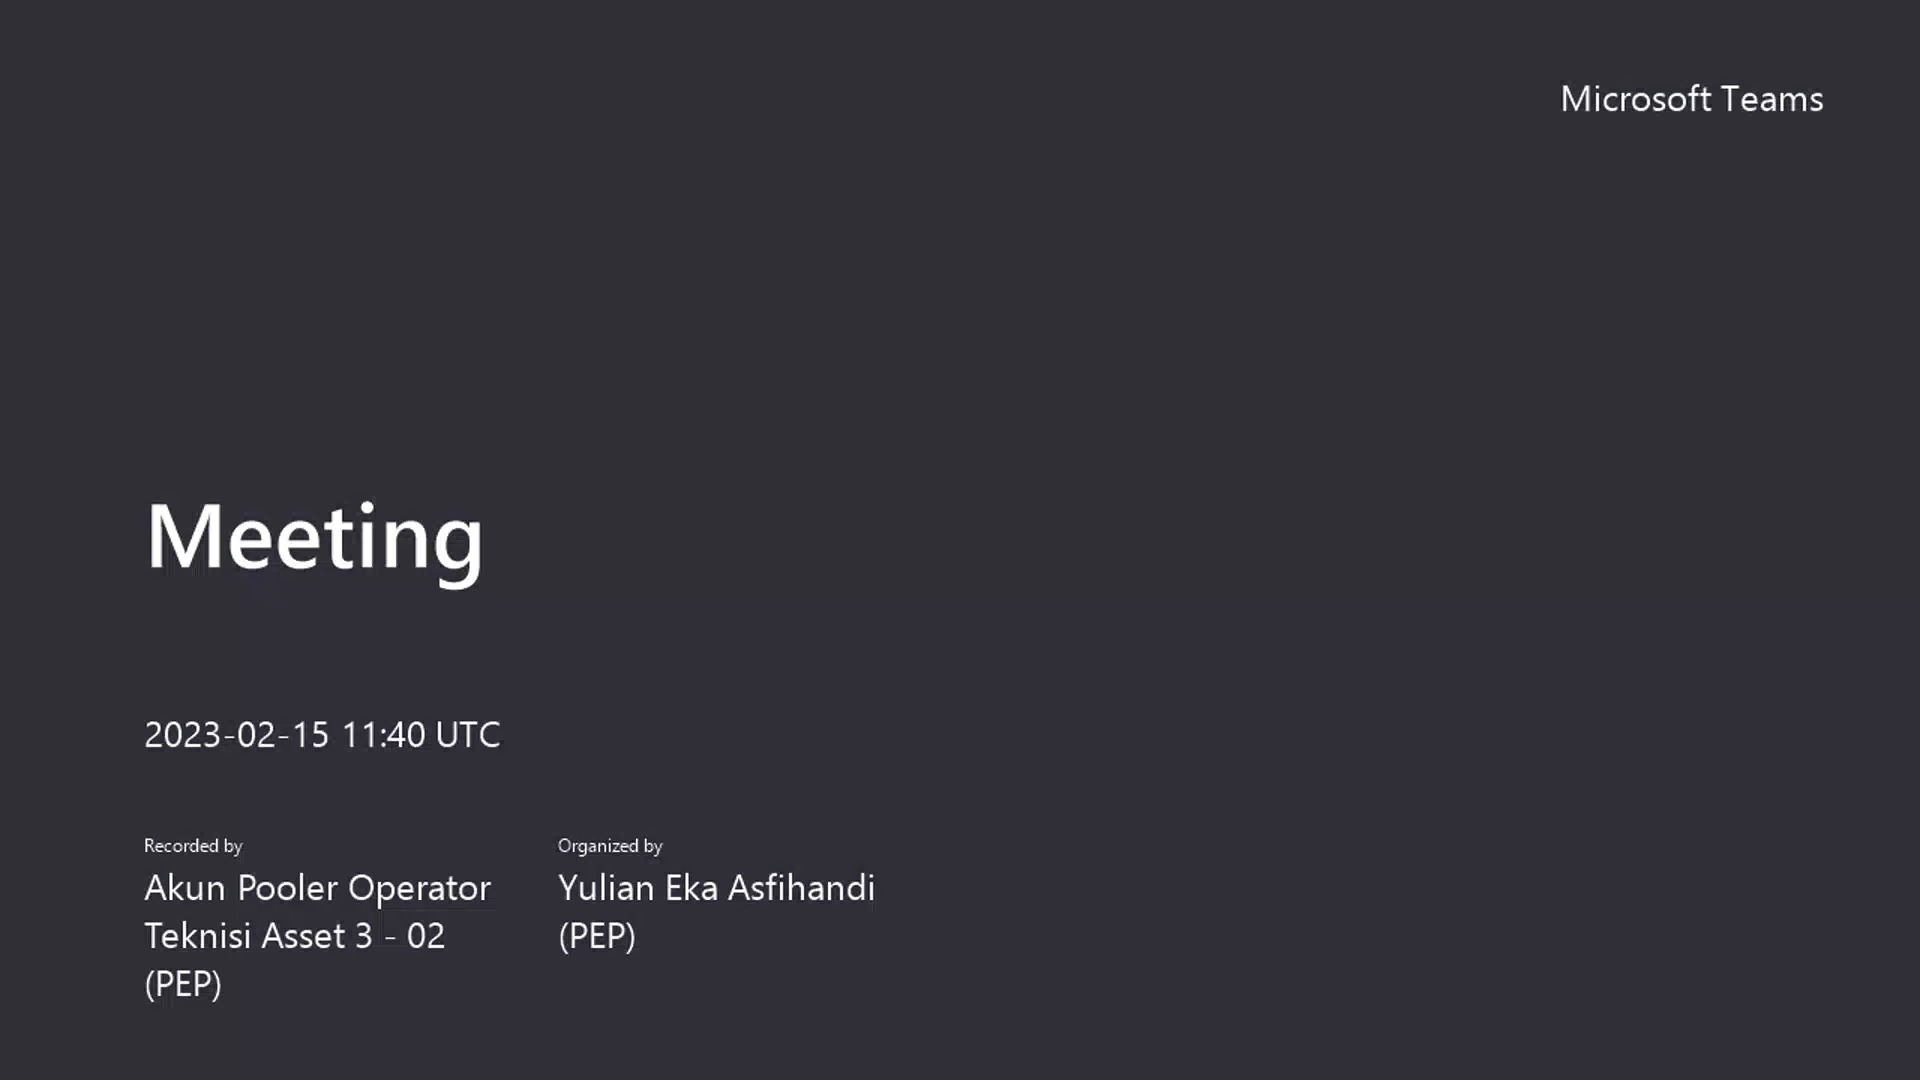 Microsoft Teams
Meeting
2023-02-15 11:40 UTC
Recorded by
Akun Pooler Operator
Teknisi Asset 3 - 02
(PEP)
Organized by
Yulian Eka Asfihandi
(PEP)